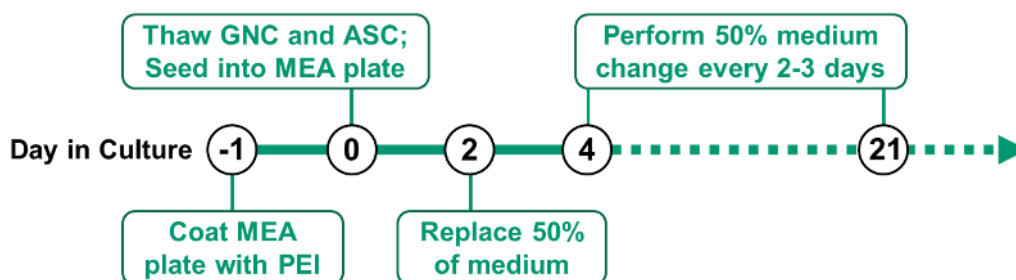 Thaw GNC and ASC;
Seed into MEA plate
Perform 50% medium
change every 2-3 days
Day in Culture -1 0 2 4 21
Coat MEA
plate with PEI
Replace 50%
of medium